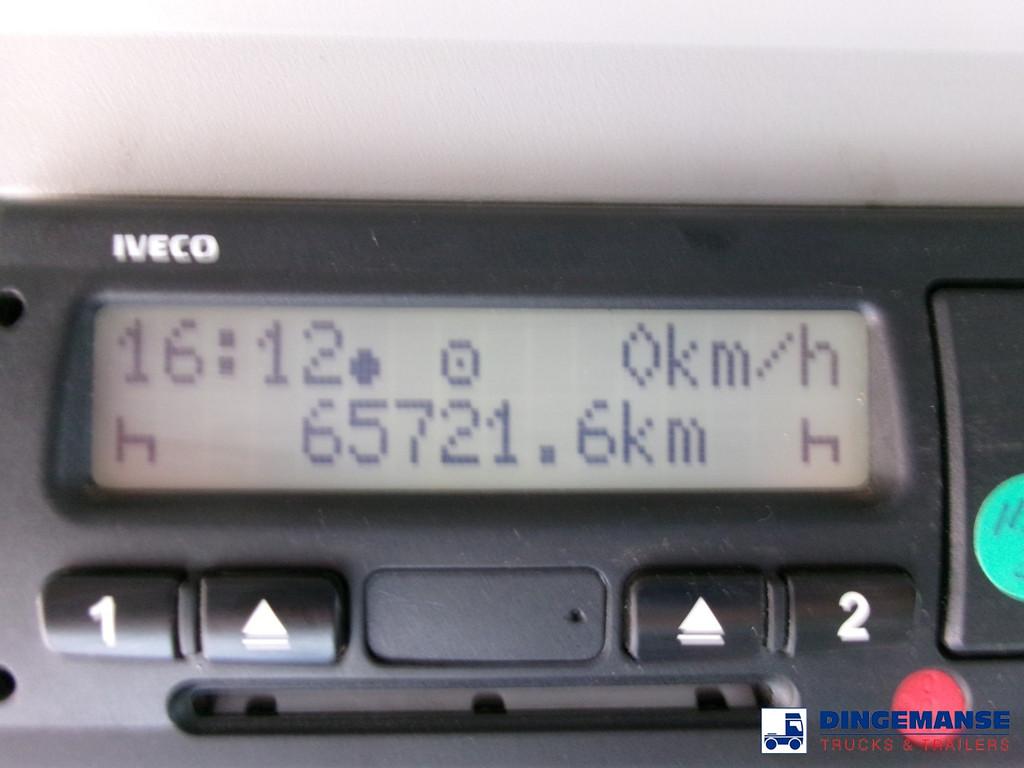 IVECO
16:12 0km/h
h 65721.6km h
1 2
DINGEMANSE
TRUCKS & TRAILERS